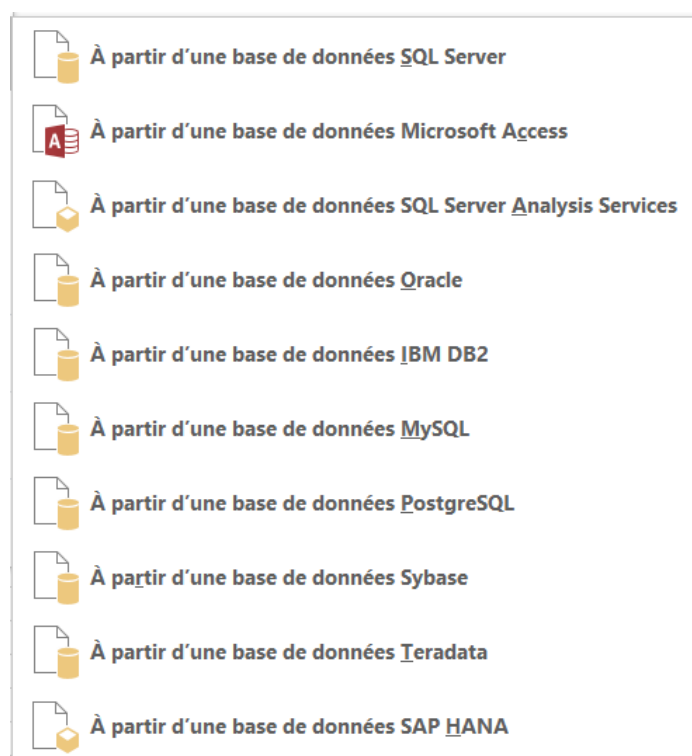 À partir d’une base de données SQL Server
A
À partir d’une base de données Microsoft Access
À partir d’une base de données SQL Server Analysis Services
À partir d’une base de données Oracle
À partir d’une base de données IBM DB2
À partir d’une base de données MySQL
À partir d’une base de données PostgreSQL
À partir d’une base de données Sybase
À partir d’une base de données Teradata
À partir d’une base de données SAP HANA